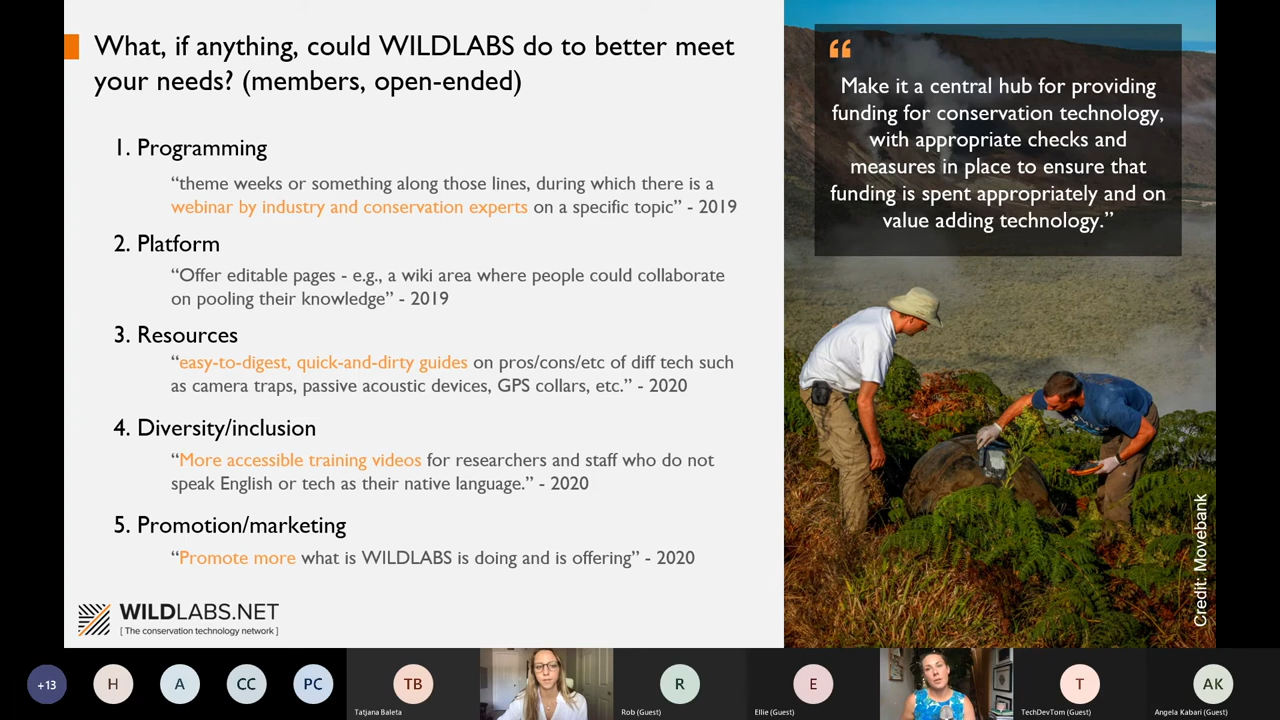 What, if anything, could WILDLABS do to better meet
your needs? (members, open-ended)
1. Programming
“theme weeks or something along those lines, during which there is a
webinar by industry and conservation experts on a specific topic” - 2019
2. Platform
“Offer editable pages - e.g., a wiki area where people could collaborate
on pooling their knowledge” - 2019
3. Resources
“easy-to-digest, quick-and-dirty guides on pros/cons/etc of diff tech such
as camera traps, passive acoustic devices, GPS collars, etc.” - 2020
4. Diversity/inclusion
“More accessible training videos for researchers and staff who do not
speak English or tech as their native language.” - 2020
5. Promotion/marketing
“Promote more what is WILDLABS is doing and is offering” - 2020
WILDLABS.NET
[ The conservation technology network ]
“
Make it a central hub for providing
funding for conservation technology,
with appropriate checks and
measures in place to ensure that
funding is spent appropriately and on
value adding technology.”
Credit: Movebank
+13
H
A
CC
PC
TB
Tatjana Baleta
R
Rob (Guest)
E
Ellie (Guest)
T
TechDevTom (Guest)
AK
Angela Kabari (Guest)